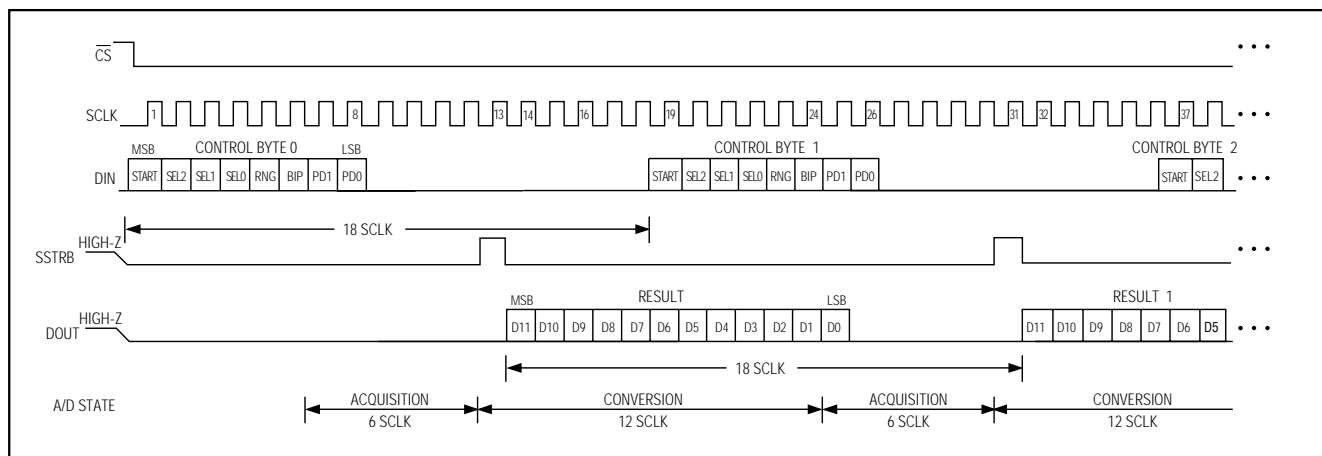 CS
SCLK 1 8 13 14 16 19 24 26 31 32 37
MSB CONTROL BYTE 0 LSB CONTROL BYTE 1 CONTROL BYTE 2
DIN START SEL2 SEL1 SEL0 RNG BIP PD1 PD0 START SEL2 SEL1 SEL0 RNG BIP PD1 PD0 START SEL2
18 SCLK
HIGH-Z
SSTRB
MSB RESULT LSB RESULT 1
HIGH-Z
DOUT D11 D10 D9 D8 D7 D6 D5 D4 D3 D2 D1 D0 D11 D10 D9 D8 D7 D6 D5
18 SCLK
A/D STATE ACQUISITION CONVERSION ACQUISITION CONVERSION
6 SCLK 12 SCLK 6 SCLK 12 SCLK